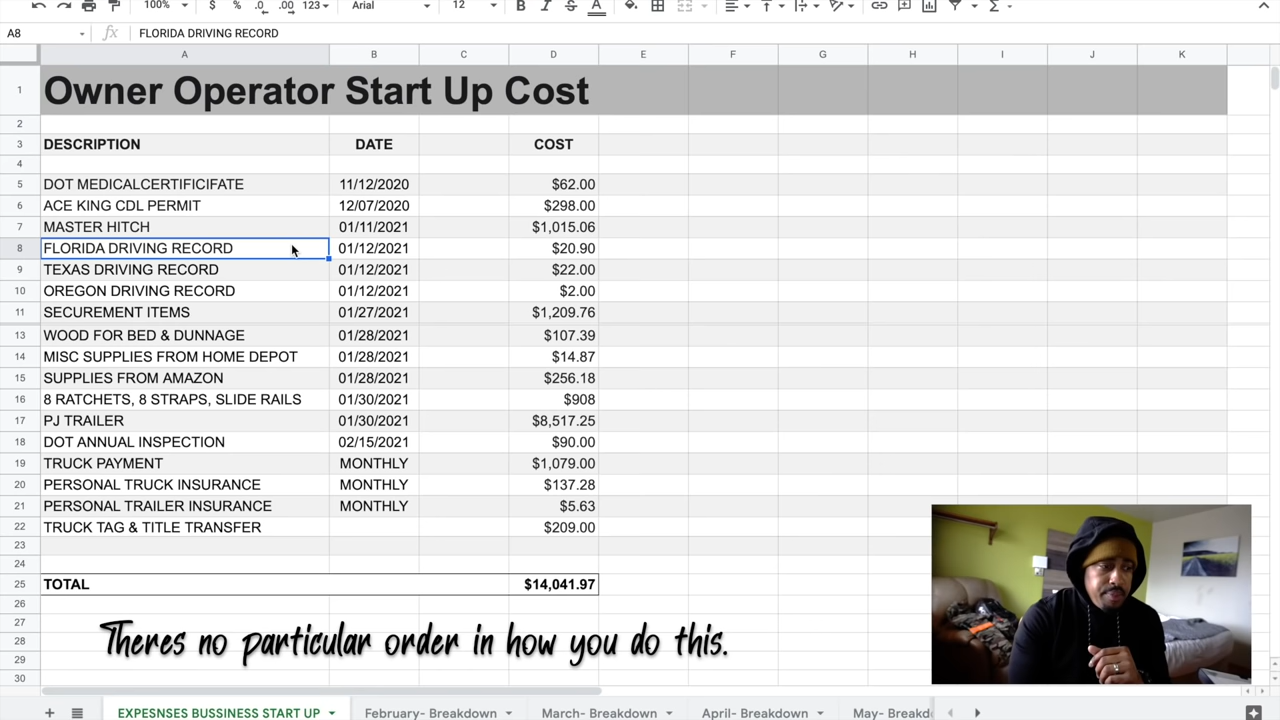 100% $ % .0 .00 123 Arial 12 B I S A
A8 fx FLORIDA DRIVING RECORD
A B C D E F G H I J K
1 Owner Operator Start Up Cost
2
3 DESCRIPTION DATE COST
4
5 DOT MEDICALCERTIFICIFATE 11/12/2020 $62.00
6 ACE KING CDL PERMIT 12/07/2020 $298.00
7 MASTER HITCH 01/11/2021 $1,015.06
8 FLORIDA DRIVING RECORD 01/12/2021 $20.90
9 TEXAS DRIVING RECORD 01/12/2021 $22.00
10 OREGON DRIVING RECORD 01/12/2021 $2.00
11 SECUREMENT ITEMS 01/27/2021 $1,209.76
13 WOOD FOR BED & DUNNAGE 01/28/2021 $107.39
14 MISC SUPPLIES FROM HOME DEPOT 01/28/2021 $14.87
15 SUPPLIES FROM AMAZON 01/28/2021 $256.18
16 8 RATCHETS, 8 STRAPS, SLIDE RAILS 01/30/2021 $908
17 PJ TRAILER 01/30/2021 $8,517.25
18 DOT ANNUAL INSPECTION 02/15/2021 $90.00
19 TRUCK PAYMENT MONTHLY $1,079.00
20 PERSONAL TRUCK INSURANCE MONTHLY $137.28
21 PERSONAL TRAILER INSURANCE MONTHLY $5.63
22 TRUCK TAG & TITLE TRANSFER $209.00
23
24
25 TOTAL $14,041.97
26
27
28
29
30
Theres no particular order in how you do this.
EXPESNSES BUSSINESS START UP February- Breakdown March- Breakdown April- Breakdown May- Breakd